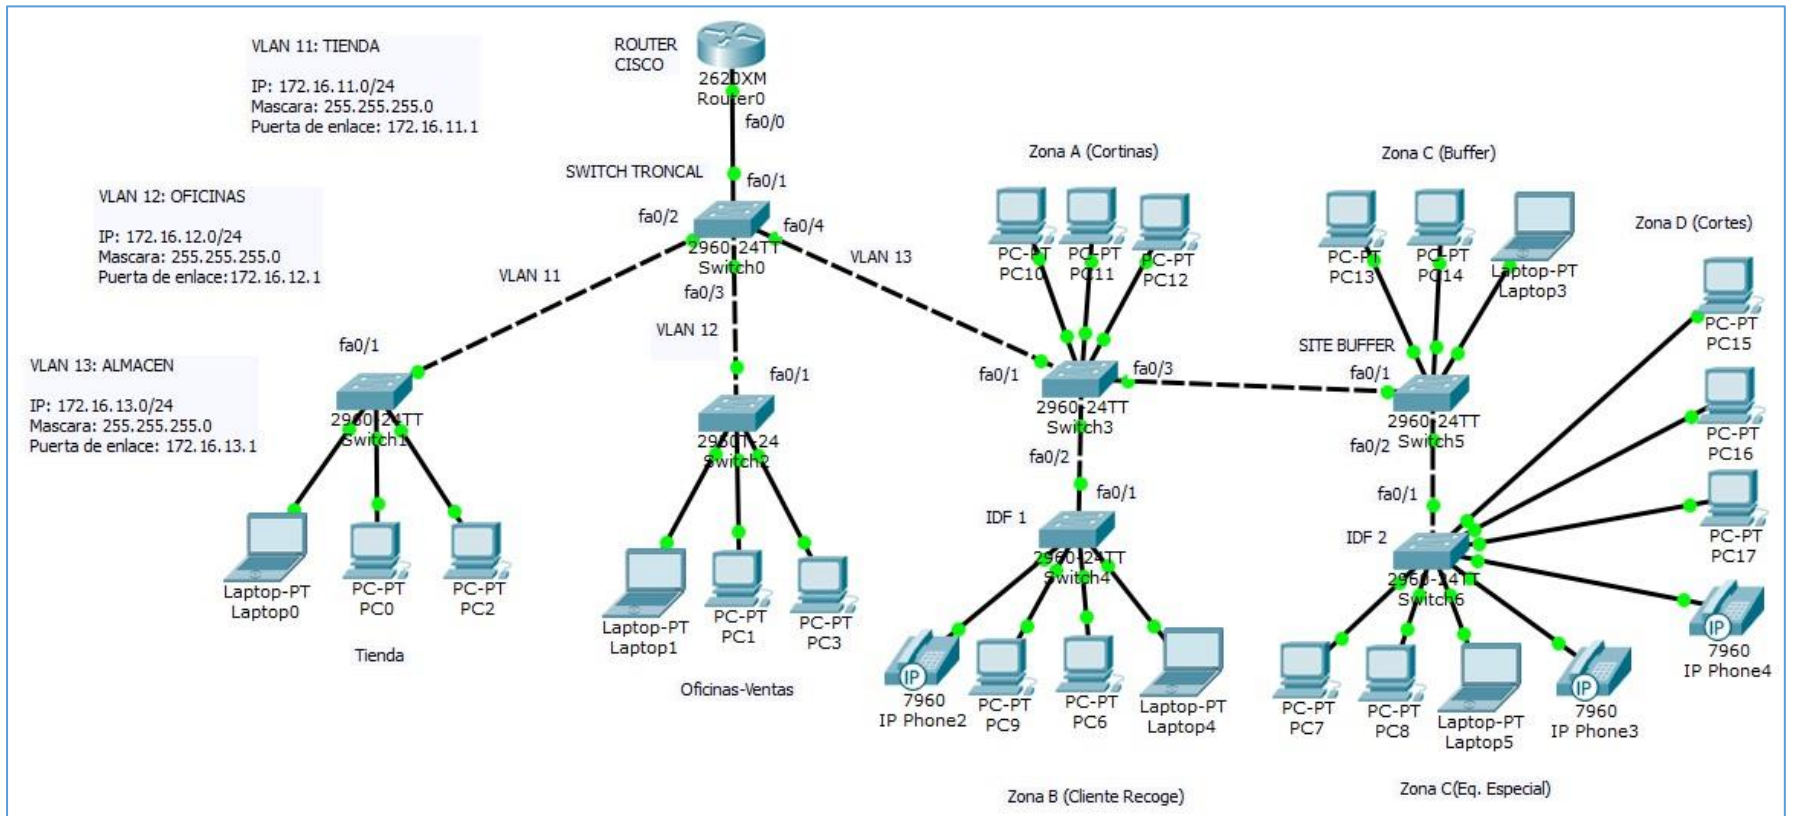 VLAN 11: TIENDA
IP: 172.16.11.0/24
Mascara: 255.255.255.0
Puerta de enlace: 172.16.11.1
ROUTER
CISCO
2620XM
Router0
fa0/0
SWITCH TRONCAL
fa0/1
fa0/2
fa0/4
2960-24TT
Switch0
fa0/3
VLAN 11
VLAN 12
VLAN 13
VLAN 12: OFICINAS
IP: 172.16.12.0/24
Mascara: 255.255.255.0
Puerta de enlace:172.16.12.1
VLAN 13: ALMACEN
IP: 172.16.13.0/24
Mascara: 255.255.255.0
Puerta de enlace: 172.16.13.1
fa0/1
2960-24TT
Switch1
Laptop-PT
Laptop0
PC-PT
PC0
PC-PT
PC2
Tienda
fa0/1
2960T-24
Switch2
Laptop-PT
Laptop1
PC-PT
PC1
PC-PT
PC3
Oficinas-Ventas
Zona A (Cortinas)
PC-PT
PC10
PC-PT
PC11
PC-PT
PC12
fa0/1
fa0/3
2960-24TT
Switch3
fa0/2
fa0/1
IDF 1
2960-24TT
Switch4
IP
7960
IP Phone2
PC-PT
PC9
PC-PT
PC6
Laptop-PT
Laptop4
Zona B (Cliente Recoge)
Zona C (Buffer)
PC-PT
PC13
PC-PT
PC14
Laptop-PT
Laptop3
SITE BUFFER
fa0/1
2960-24TT
Switch5
fa0/2
fa0/1
IDF 2
2960-24TT
Switch6
Zona D (Cortes)
PC-PT
PC15
PC-PT
PC16
PC-PT
PC17
IP
7960
IP Phone4
PC-PT
PC7
PC-PT
PC8
Laptop-PT
Laptop5
IP
7960
IP Phone3
Zona C(Eq. Especial)